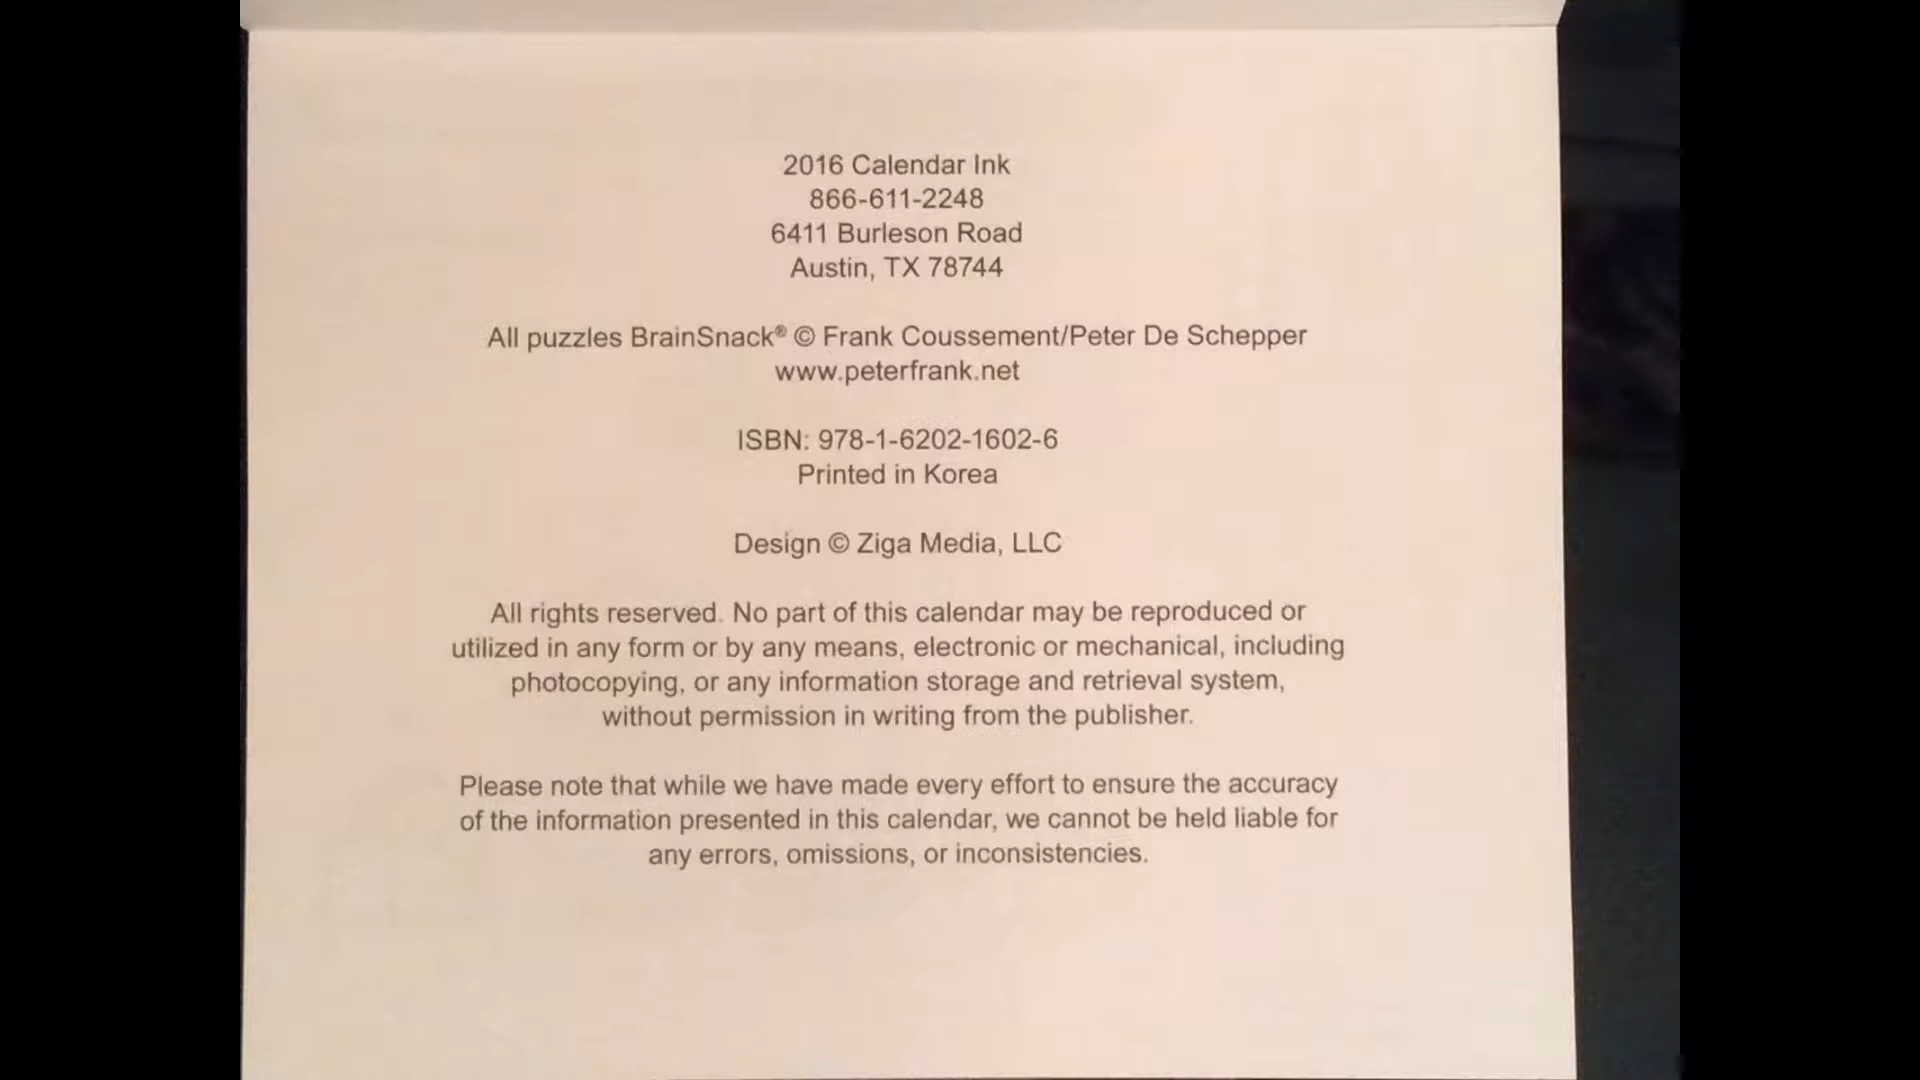 2016 Calendar Ink
866-611-2248
6411 Burleson Road
Austin, TX 78744
All puzzles BrainSnack® © Frank Coussement/Peter De Schepper
www.peterfrank.net
ISBN: 978-1-6202-1602-6
Printed in Korea
Design © Ziga Media, LLC
All rights reserved. No part of this calendar may be reproduced or
utilized in any form or by any means, electronic or mechanical, including
photocopying, or any information storage and retrieval system,
without permission in writing from the publisher.
Please note that while we have made every effort to ensure the accuracy
of the information presented in this calendar, we cannot be held liable for
any errors, omissions, or inconsistencies.